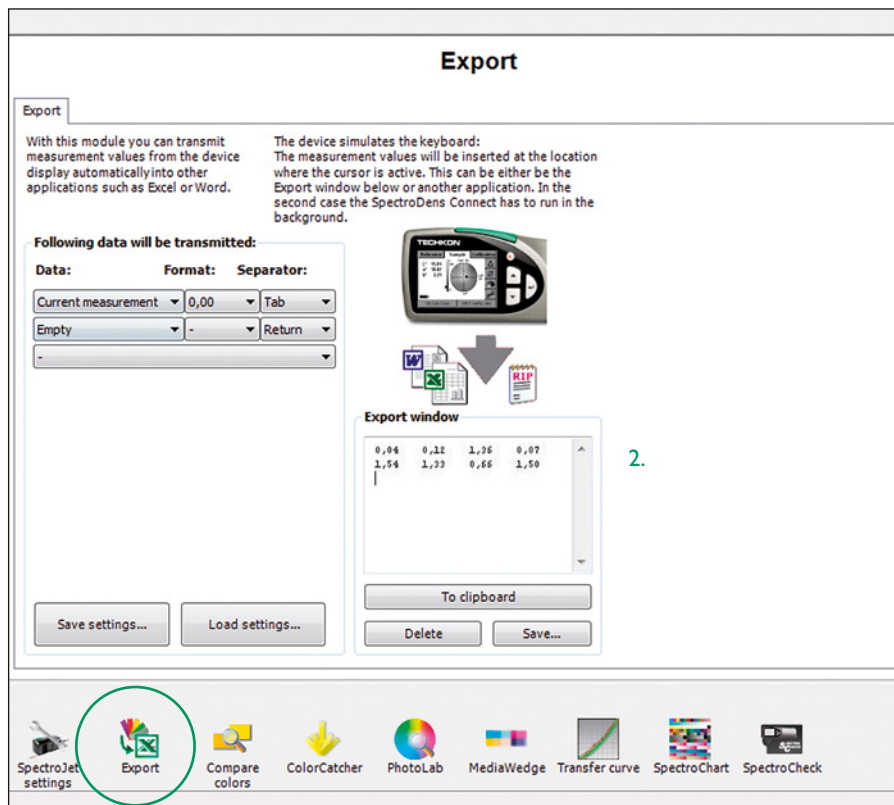 Export
Export
With this module you can transmit
measurement values from the device
display automatically into other
applications such as Excel or Word.
The device simulates the keyboard:
The measurement values will be inserted at the location
where the cursor is active. This can be either be the
Export window below or another application. In the
second case the SpectroDens Connect has to run in the
background.
Following data will be transmitted:
Data: Format: Separator:
Current measurement 0,00 Tab
Empty - Return
-
Save settings... Load settings...
TECHKON
Sample
W
X
RIP
Export window
0,04 0,12 1,36 0,07
1,54 1,33 0,66 1,50
To clipboard
Delete Save...
2.
SpectroJet
settings
Export
Compare
colors
ColorCatcher
PhotoLab
MediaWedge
Transfer curve
SpectroChart
SpectroCheck